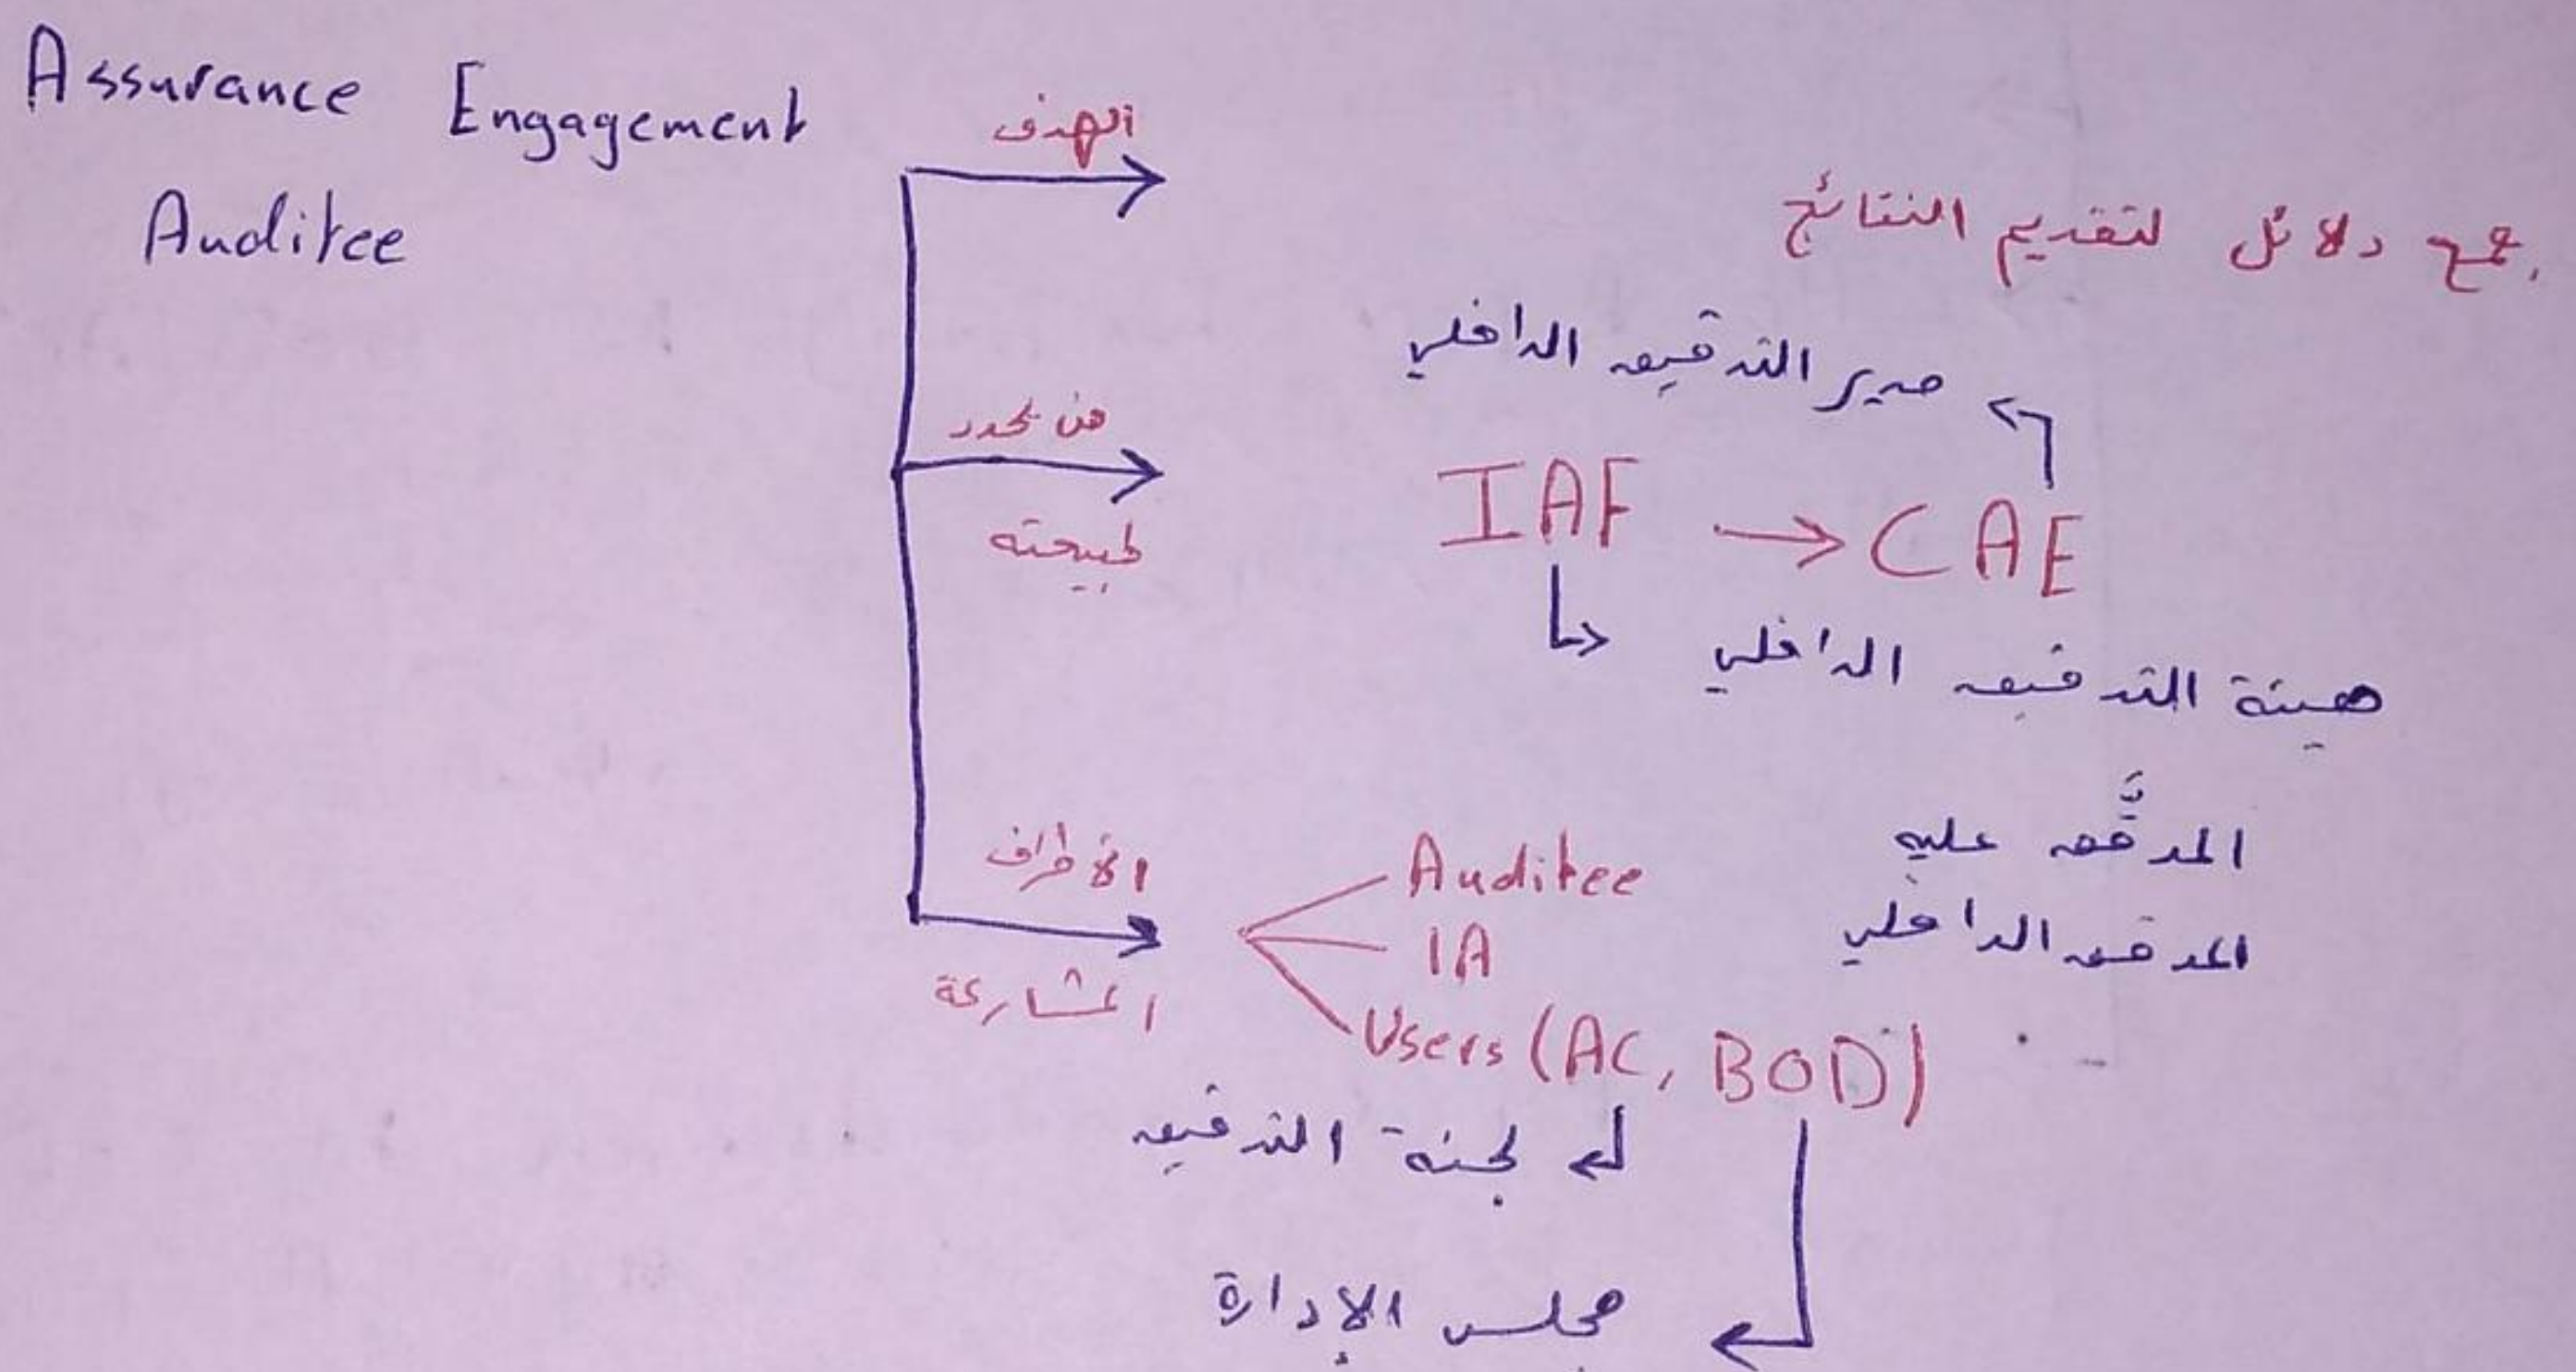 Assurance Engagement
Auditee
الهدف
جمع دلائل لتقديم النتائج
من يحدد
طبيعته
مدير التدقيق الداخلي
IAF → CAE
هيئة التدقيق الداخلي
الأطراف
المشاركة
Auditee المدقَّق عليه
IA المدقق الداخلي
Users (AC, BOD)
لجنة التدقيق
مجلس الإدارة